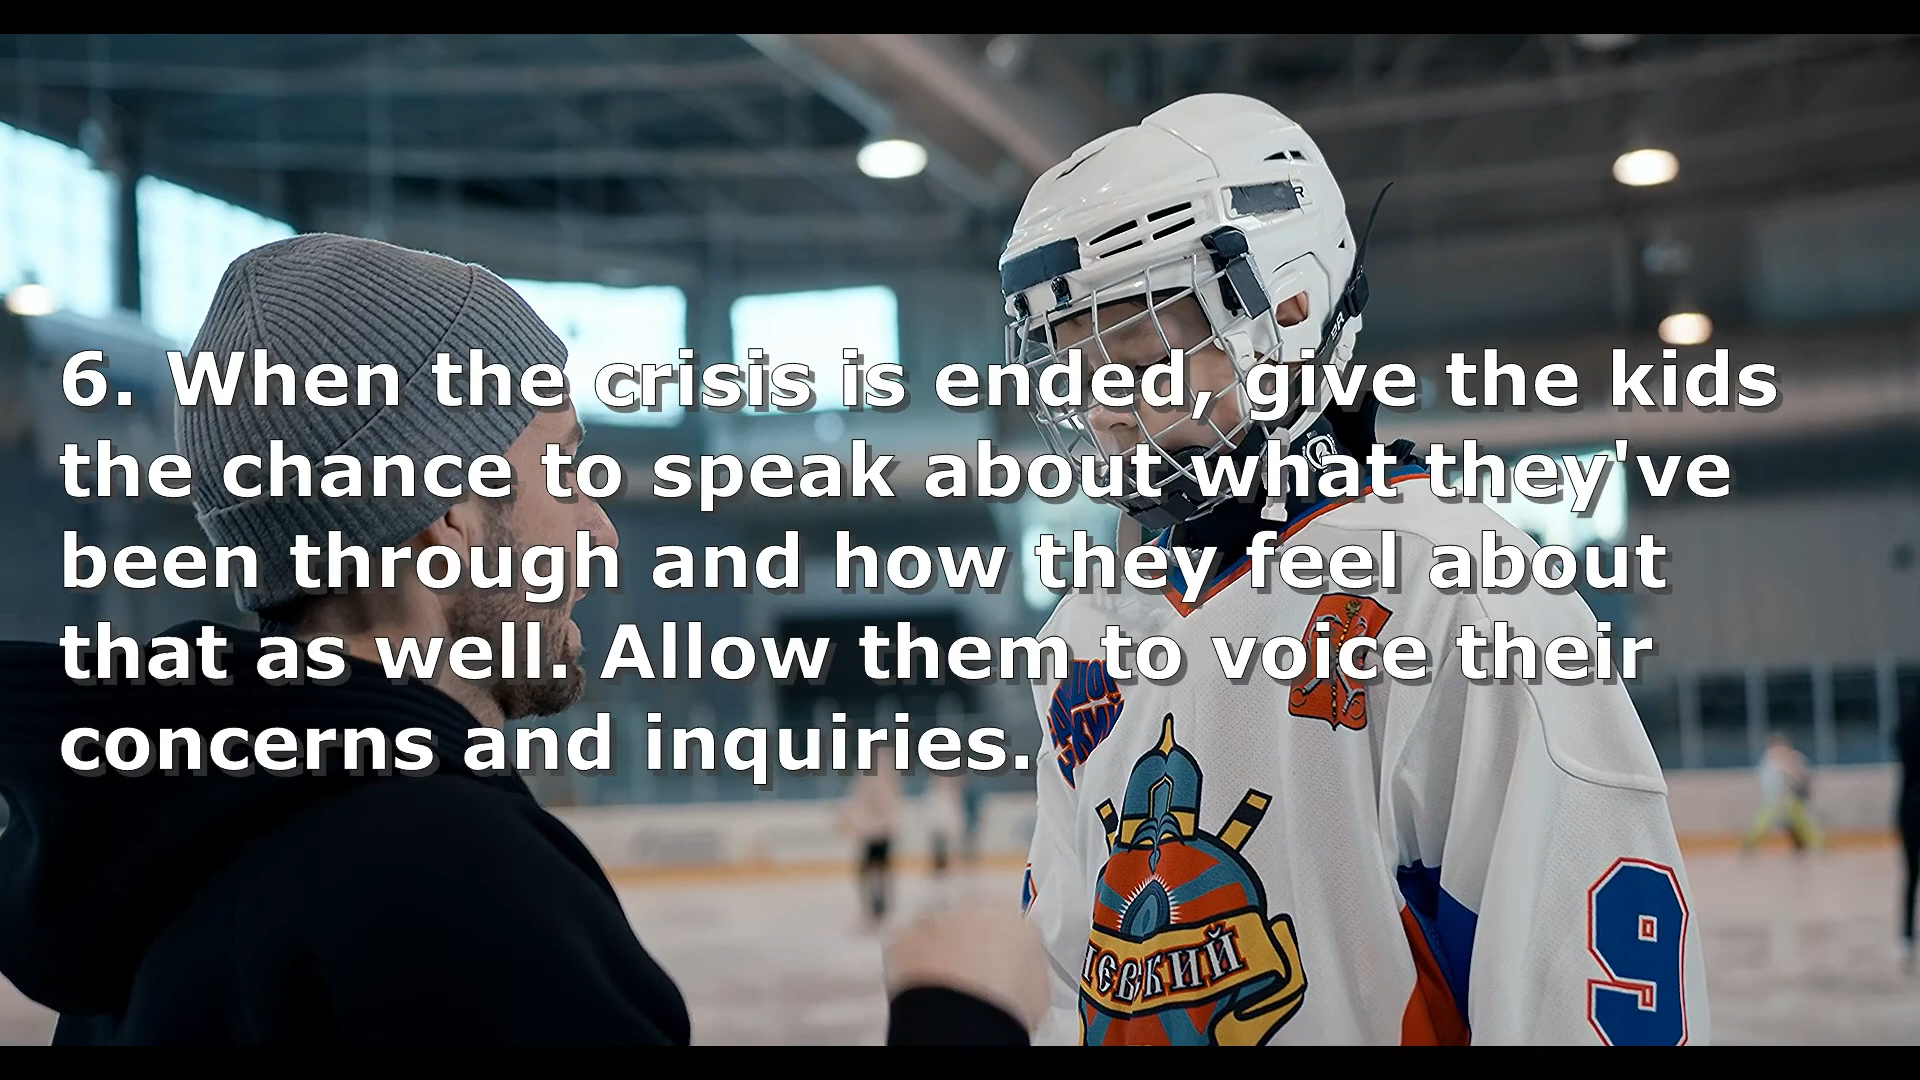 6. When the crisis is ended, give the kids
the chance to speak about what they've
been through and how they feel about
that as well. Allow them to voice their
concerns and inquiries.
9